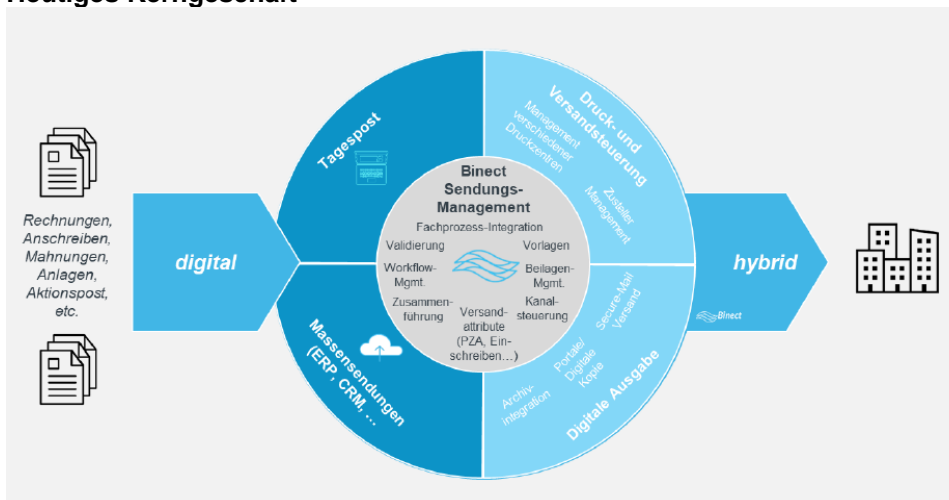 Rechnungen,
Anschreiben,
Mahnungen,
Anlagen,
Aktionspost,
etc.
digital
Tagespost
Massensendungen
(ERP, CRM, ...
Binect
Sendungs-
Management
Fachprozess-Integration
Validierung
Vorlagen
Workflow-
Mgmt.
Beilagen-
Mgmt.
Zusammen-
führung
Versand-
attribute
(PZA, Ein-
schreiben...)
Kanal-
steuerung
Druck- und
Versandsteuerung
Management
verschiedener
Druckzentren
Zusteller
Management
Secure-Mail
Versand
Portale/
Digitale
Kopie
Archiv-
integration
Digitale Ausgabe
hybrid
Binect